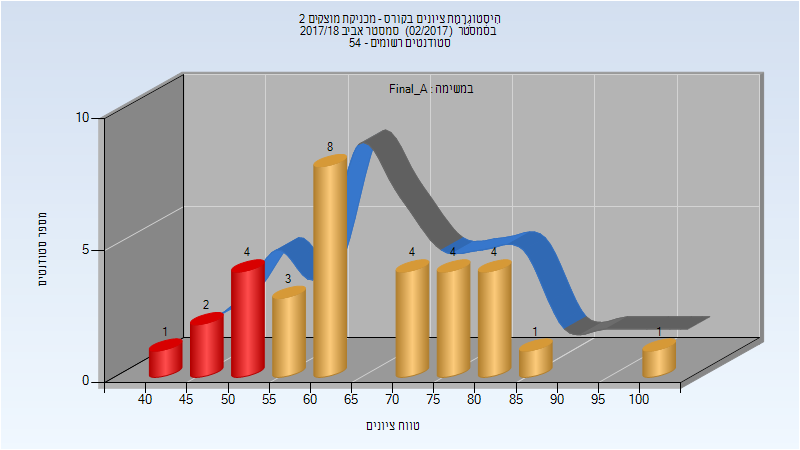 היסטוגרמת ציונים בקורס - מכניקת מוצקים 2
בסמסטר (02/2017) סמסטר אביב 2017/18
סטודנטים רשומים - 54
במשימה : Final_A
מספר סטודנטים
10
5
0
1
2
4
3
8
4
4
4
1
1
40 45 50 55 60 65 70 75 80 85 90 95 100
טווח ציונים